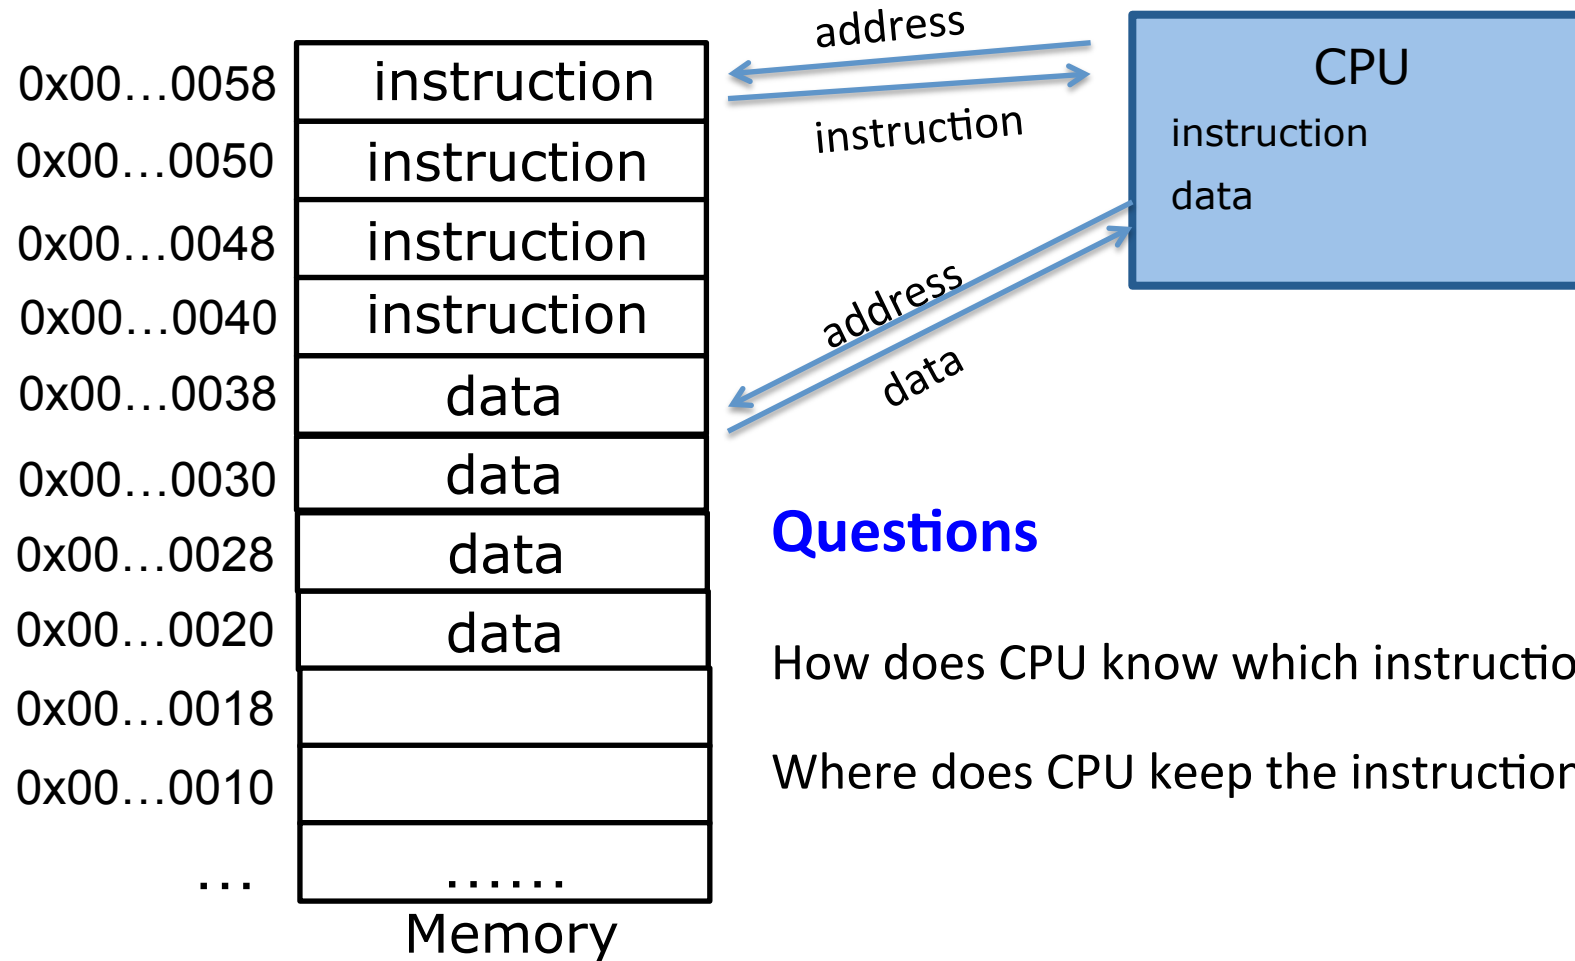 address
CPU
0x00...0058 instruction
instruction
instruction
0x00...0050 instruction
data
0x00...0048 instruction
address
0x00...0040 instruction
data
0x00...0038 data
0x00...0030 data
Questions
0x00...0028 data
0x00...0020 data
How does CPU know which
0x00...0018
Where does CPU keep the
0x00...0010
... ......
Memory